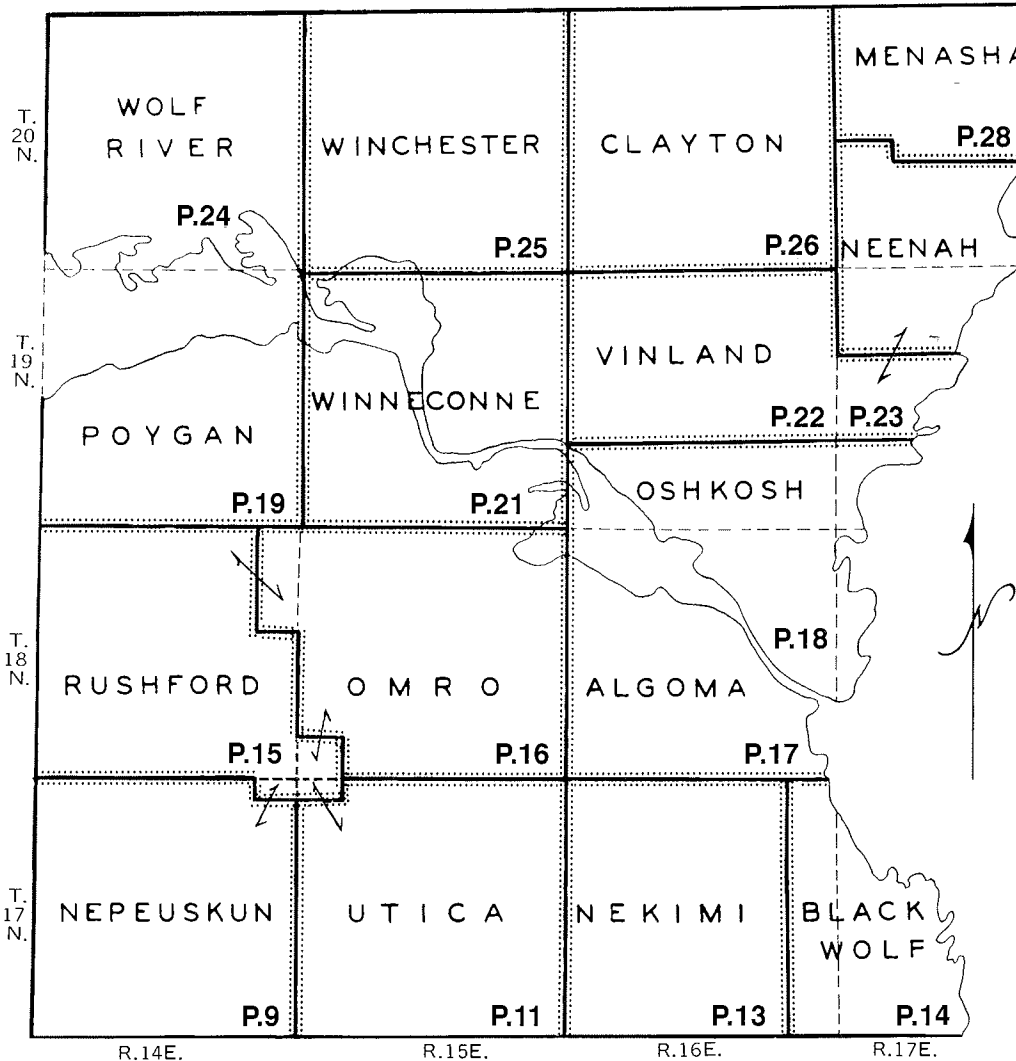 MENASHA
T.
20
N.
WOLF
RIVER
WINCHESTER
CLAYTON
P.28
P.24
P.25
P.26
NEENAH
T.
19
N.
VINLAND
WINNECONNE
POYGAN
P.22
P.23
P.19
P.21
OSHKOSH
T.
18
N.
P.18
RUSHFORD
OMRO
ALGOMA
P.15
P.16
P.17
N
T.
17
N.
NEPEUSKUN
UTICA
NEKIMI
BLACK
WOLF
P.9
P.11
P.13
P.14
R.14E.
R.15E.
R.16E.
R.17E.